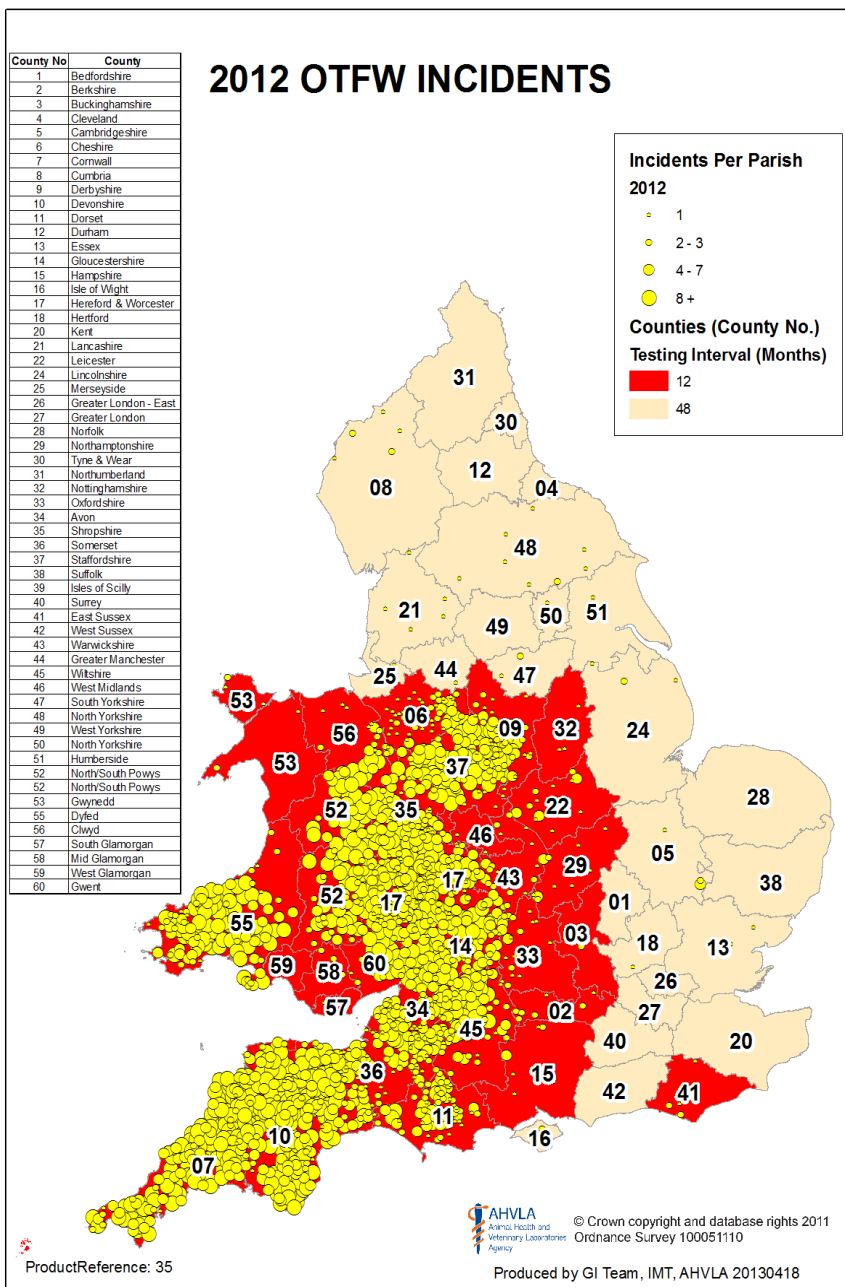 2012 OTFW INCIDENTS
County No County
1 Bedfordshire
2 Berkshire
3 Buckinghamshire
4 Cleveland
5 Cambridgeshire
6 Cheshire
7 Cornwall
8 Cumbria
9 Derbyshire
10 Devonshire
11 Dorset
12 Durham
13 Essex
14 Gloucestershire
15 Hampshire
16 Isle of Wight
17 Hereford & Worcester
18 Hertford
20 Kent
21 Lancashire
22 Leicester
24 Lincolnshire
25 Merseyside
26 Greater London - East
27 Greater London
28 Norfolk
29 Northamptonshire
30 Tyne & Wear
31 Northumberland
32 Nottinghamshire
33 Oxfordshire
34 Avon
35 Shropshire
36 Somerset
37 Staffordshire
38 Suffolk
39 Isles of Scilly
40 Surrey
41 East Sussex
42 West Sussex
43 Warwickshire
44 Greater Manchester
45 Wiltshire
46 West Midlands
47 South Yorkshire
48 North Yorkshire
49 West Yorkshire
50 North Yorkshire
51 Humberside
52 North/South Powys
52 North/South Powys
53 Gwynedd
55 Dyfed
56 Clwyd
57 South Glamorgan
58 Mid Glamorgan
59 West Glamorgan
60 Gwent
Incidents Per Parish
2012
1
2 - 3
4 - 7
8 +
Counties (County No.)
Testing Interval (Months)
12
48
31
30
12
08
04
48
21
50
51
49
44
47
25
53
06
09
32
56
24
53
37
28
52
35
22
46
05
29
43
17
38
52
17
01
55
03
14
18
13
33
60
59
58
26
57
34
02
27
45
40
20
36
15
42
41
11
16
10
07
AHVLA
Animal Health and
Veterinary Laboratories
Agency
© Crown copyright and database rights 2011
Ordnance Survey 100051110
ProductReference: 35
Produced by GI Team, IMT, AHVLA 20130418